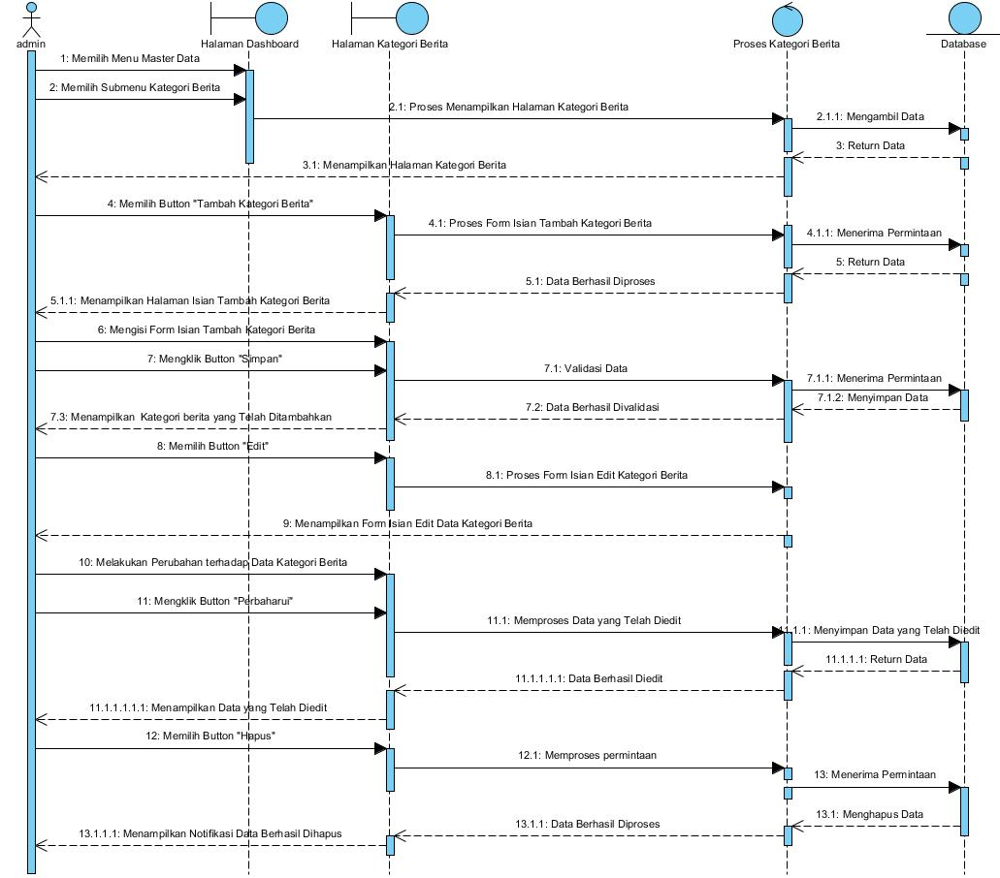 admin
Halaman Dashboard
Halaman Kategori Berita
Proses Kategori Berita
Database
1: Memilih Menu Master Data
2: Memilih Submenu Kategori Berita
2.1: Proses Menampilkan Halaman Kategori Berita
2.1.1: Mengambil Data
3: Return Data
3.1: Menampilkan Halaman Kategori Berita
4: Memilih Button "Tambah Kategori Berita"
4.1: Proses Form Isian Tambah Kategori Berita
4.1.1: Menerima Permintaan
5: Return Data
5.1: Data Berhasil Diproses
5.1.1: Menampilkan Halaman Isian Tambah Kategori Berita
6: Mengisi Form Isian Tambah Kategori Berita
7: Mengklik Button "Simpan"
7.1: Validasi Data
7.1.1: Menerima Permintaan
7.1.2: Menyimpan Data
7.2: Data Berhasil Divalidasi
7.3: Menampilkan  Kategori berita yang Telah Ditambahkan
8: Memilih Button "Edit"
8.1: Proses Form Isian Edit Kategori Berita
9: Menampilkan Form Isian Edit Data Kategori Berita
10: Melakukan Perubahan terhadap Data Kategori Berita
11: Mengklik Button "Perbaharui"
11.1: Memproses Data yang Telah Diedit
11.1.1: Menyimpan Data yang Telah Diedit
11.1.1.1: Return Data
11.1.1.1.1: Data Berhasil Diedit
11.1.1.1.1.1: Menampilkan Data yang Telah Diedit
12: Memilih Button "Hapus"
12.1: Memproses permintaan
13: Menerima Permintaan
13.1: Menghapus Data
13.1.1: Data Berhasil Diproses
13.1.1.1: Menampilkan Notifikasi Data Berhasil Dihapus